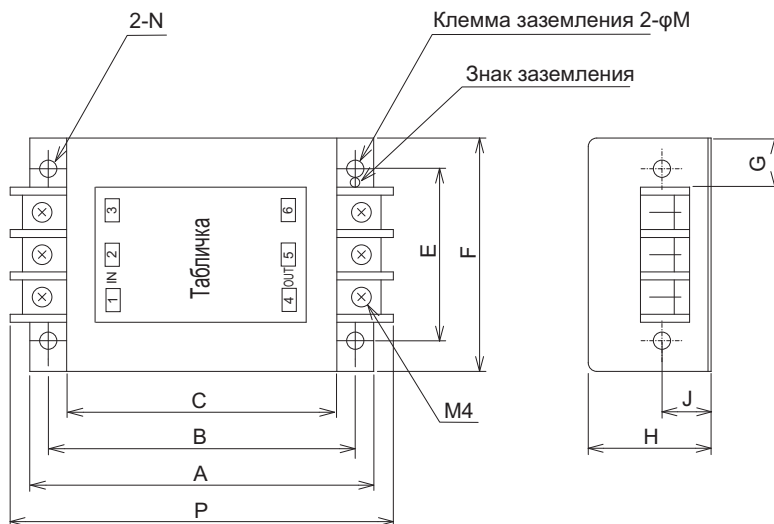 2-N
Клемма заземления 2-φM
Знак заземления
3
6
2
5
IN
OUT
1
4
Табличка
E
F
G
C
M4
J
B
H
A
P